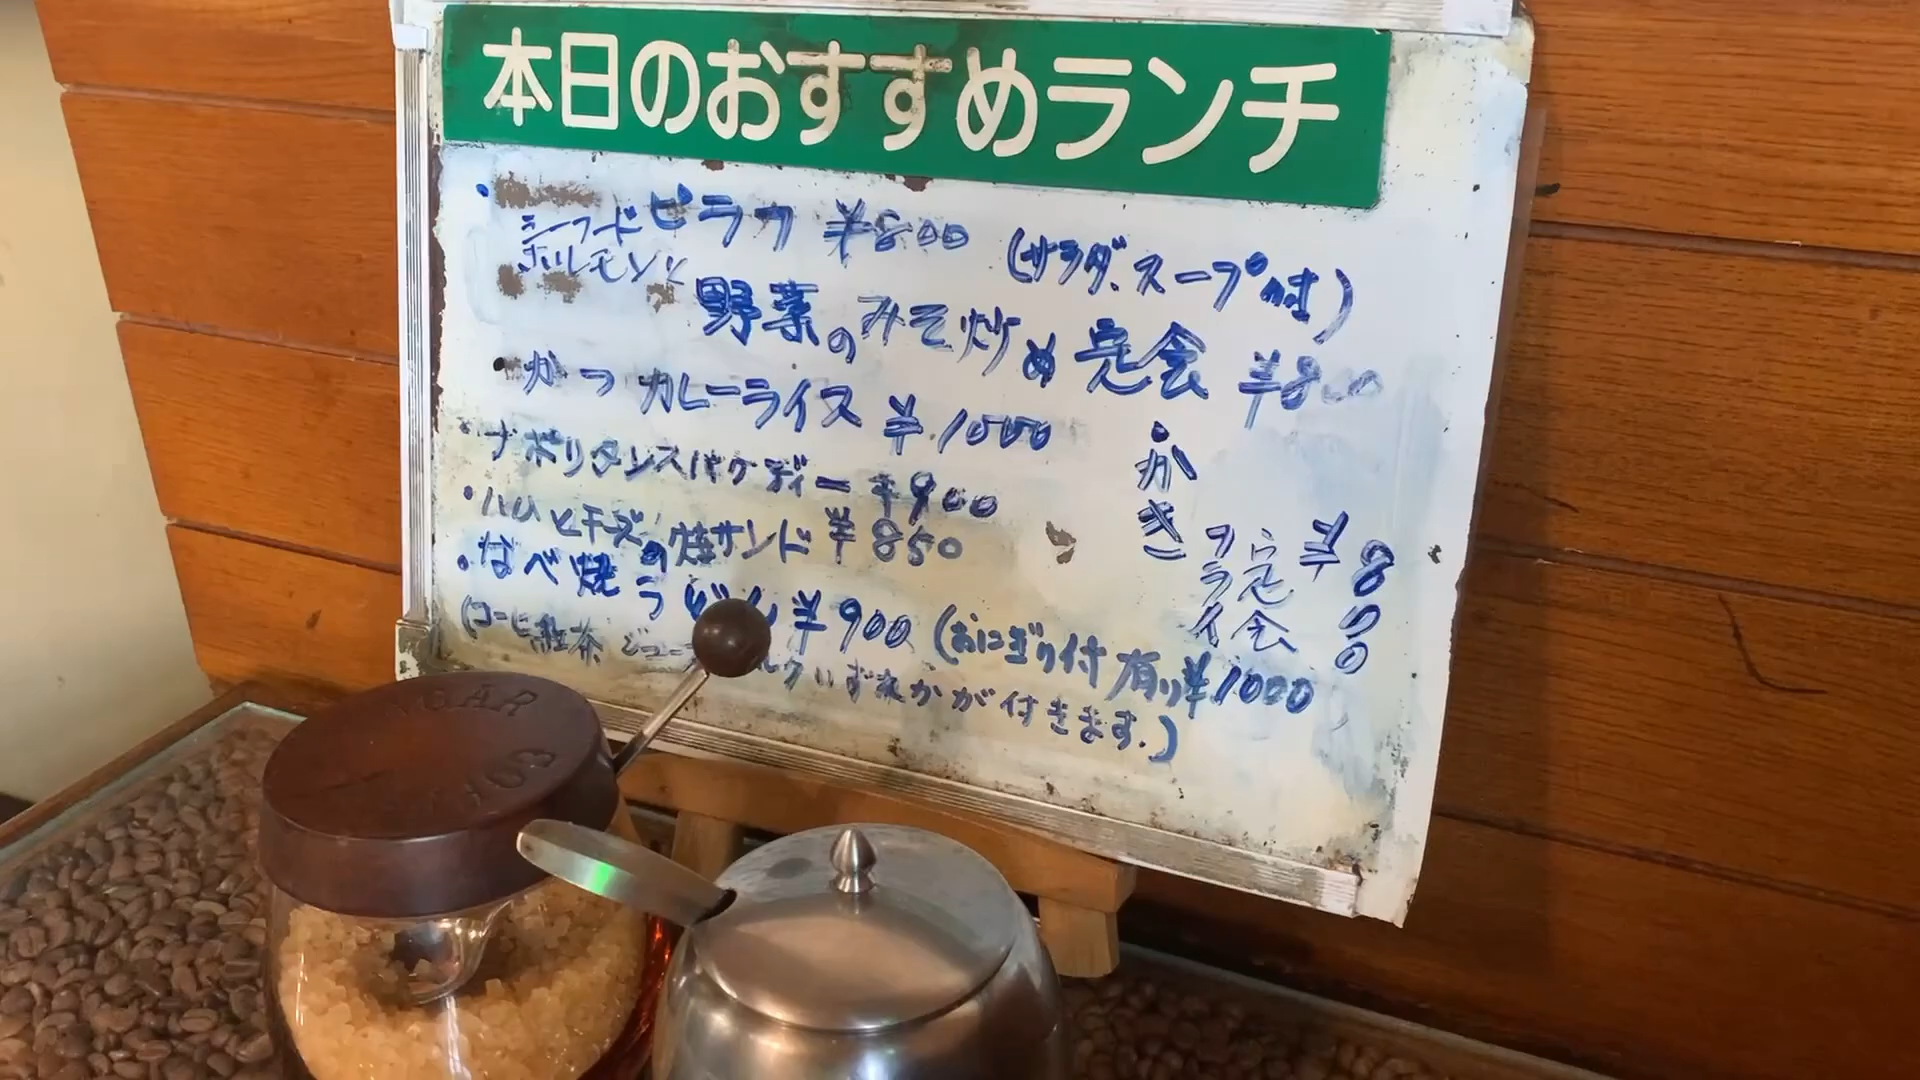 本日のおすすめランチ
・シーフードピラフ ¥800 (サラダ、スープ付)
ホルモンと野菜のみそ炒め定食 ¥800
・かつカレーライス ¥1000
・ナポリタンスパゲティー ¥900
・ハムとチーズの焼サンド ¥850
・なべ焼うどん ¥900 (おにぎり付有り¥1000
(コーヒ 紅茶 ジュー ルクいずれかが付きます。)
・かき
フライ
定食
¥800
SUGAR